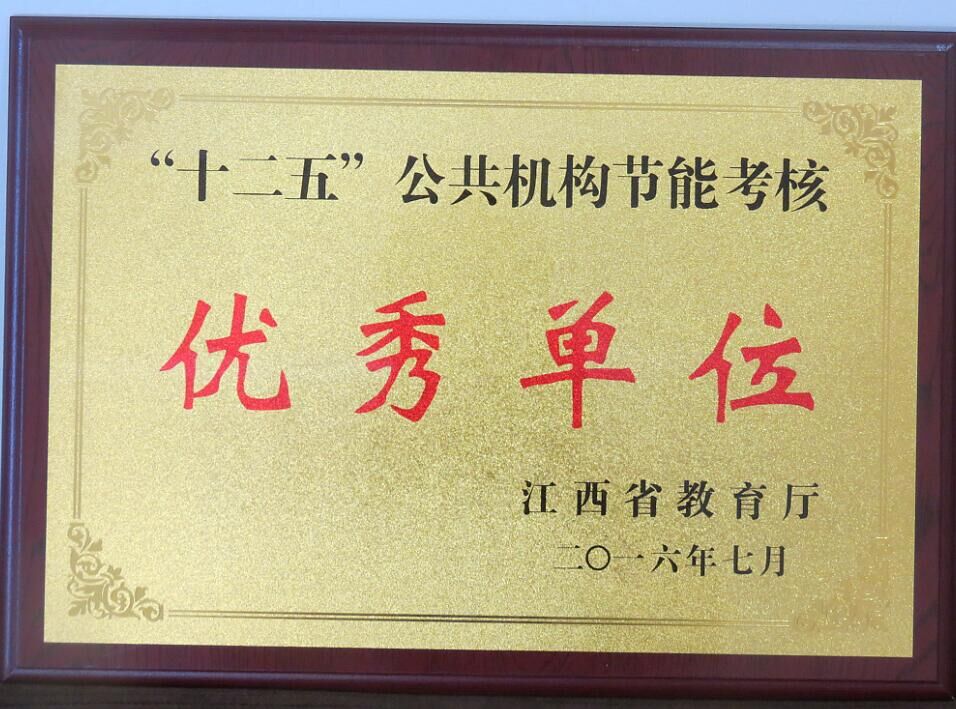 “十二五”公共机构节能考核
优秀单位
江西省教育厅
二〇一六年七月